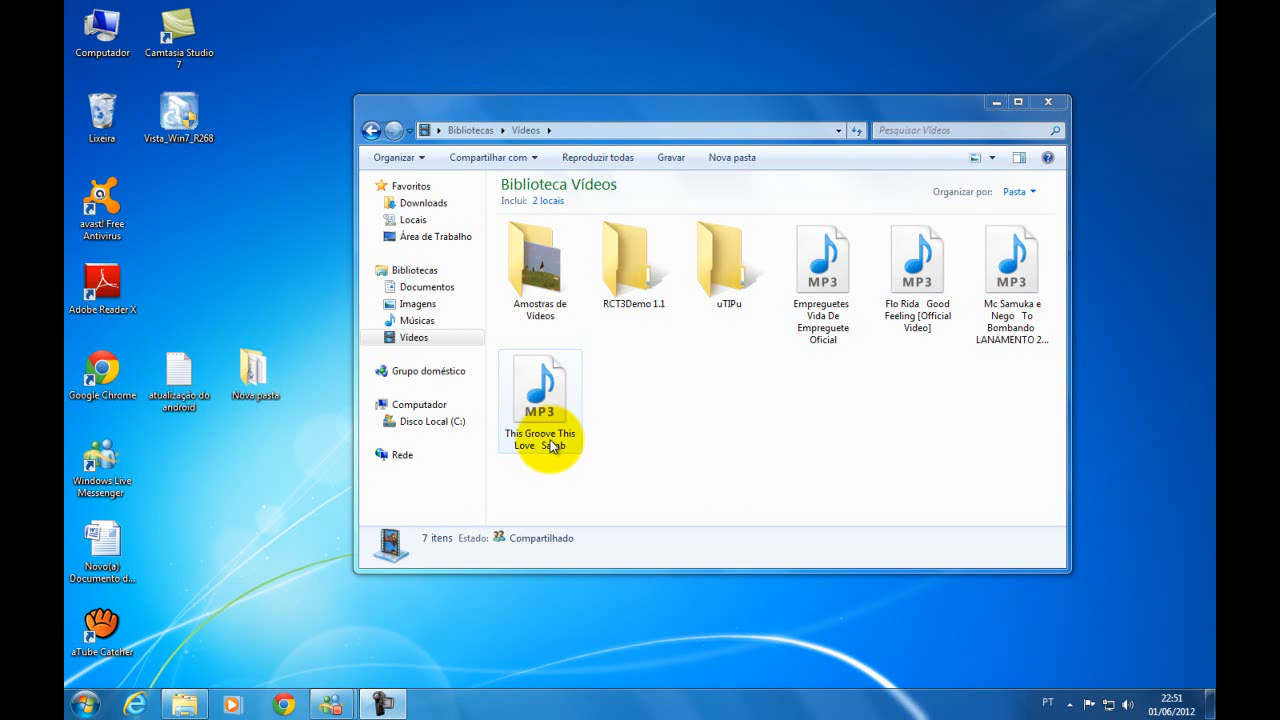 Computador
Camtasia Studio
7
Lixeira
Vista_Win7_R268
avast! Free
Antivirus
Adobe Reader X
Google Chrome
atualização do
android
Nova pasta
Windows Live
Messenger
Novo(a)
Documento d...
aTube Catcher
Bibliotecas
Vídeos
Pesquisar Vídeos
Organizar
Compartilhar com
Reproduzir todas
Gravar
Nova pasta
Favoritos
Downloads
Locais
Área de Trabalho
Bibliotecas
Documentos
Imagens
Músicas
Vídeos
Grupo doméstico
Computador
Disco Local (C:)
Rede
Biblioteca Vídeos
Inclui: 2 locais
Organizar por: Pasta
Amostras de
Vídeos
RCT3Demo 1.1
uTIPu
MP3
Empreguetes
Vida De
Empreguete
Oficial
MP3
Flo Rida Good
Feeling [Official
Video]
MP3
Mc Samuka e
Nego To
Bombando
LANAMENTO 2...
MP3
This Groove This
Love
7 itens Estado: Compartilhado
PT
22:51
01/06/2012